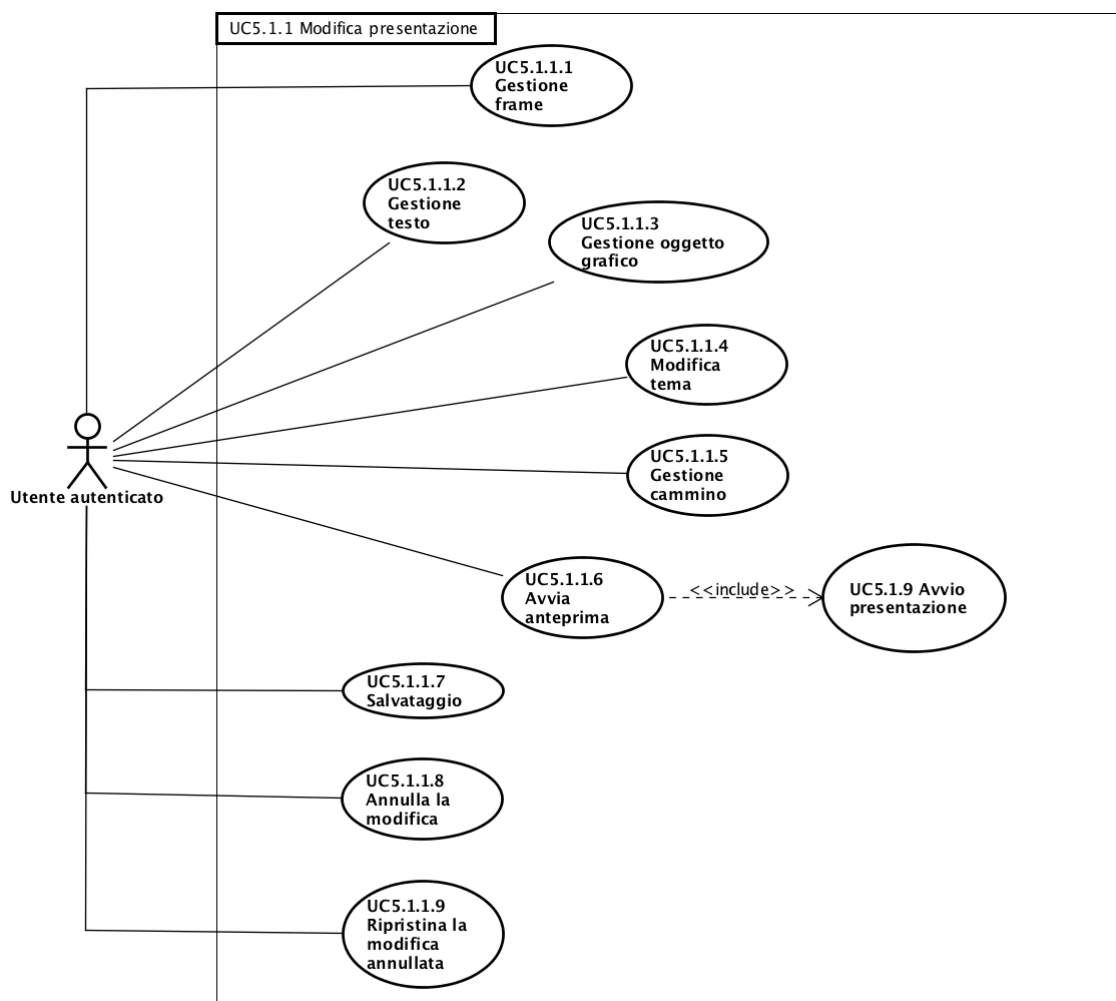 UC5.1.1 Modifica presentazione
UC5.1.1.1
Gestione
frame
UC5.1.1.2
Gestione
testo
UC5.1.1.3
Gestione oggetto
grafico
UC5.1.1.4
Modifica
tema
UC5.1.1.5
Gestione
cammino
Utente autenticato
UC5.1.1.6
Avvia
anteprima
<<include>>
UC5.1.9 Avvio
presentazione
UC5.1.1.7
Salvataggio
UC5.1.1.8
Annulla la
modifica
UC5.1.1.9
Ripristina la
modifica
annullata